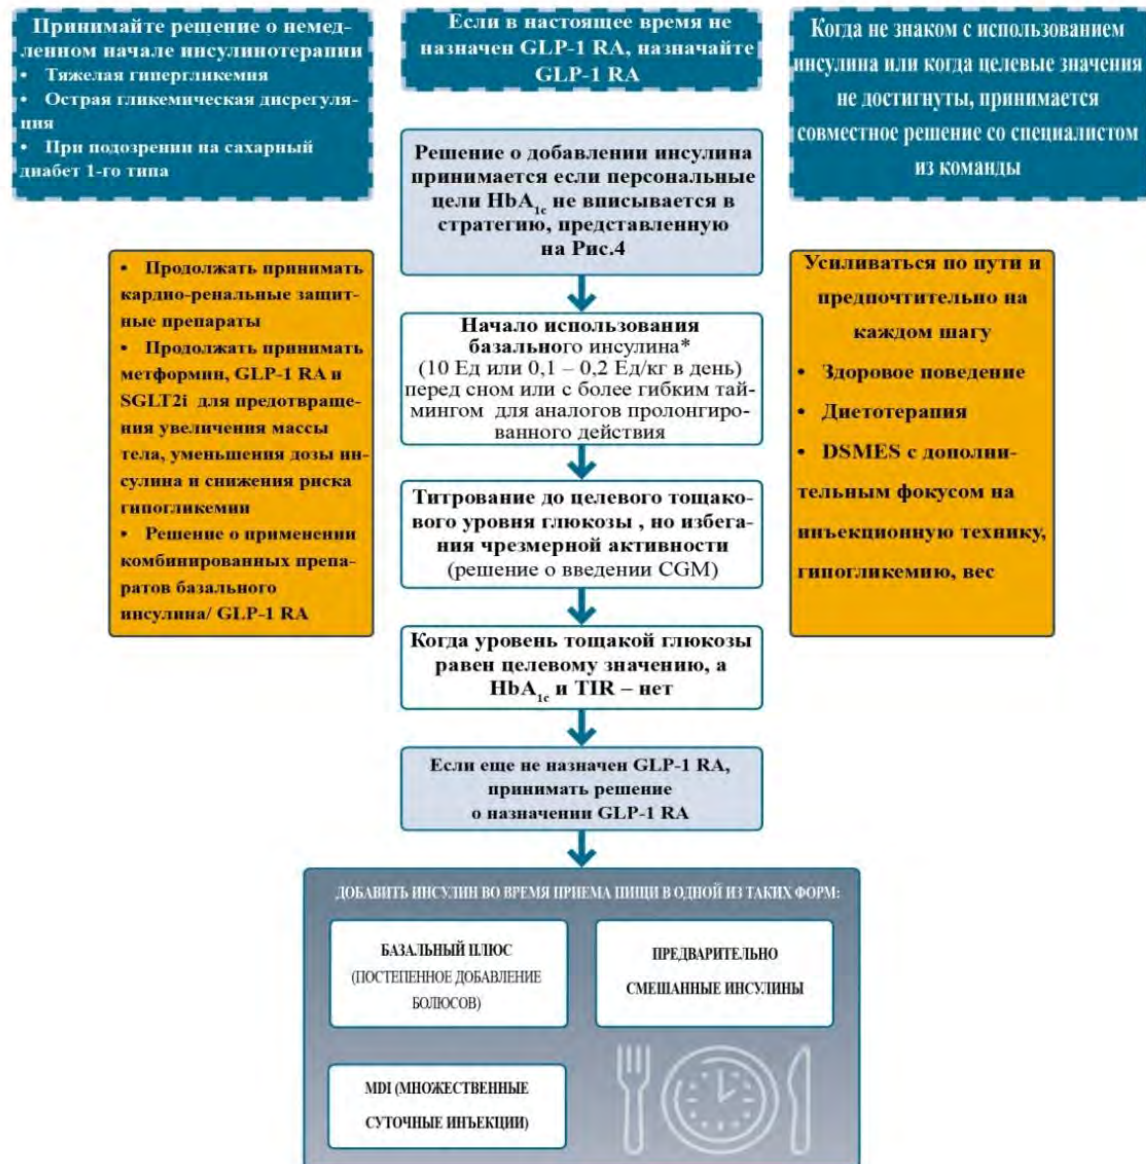 Принимайте решение о немед-
ленном начале инсулинотерапии
• Тяжелая гипергликемия
• Острая гликемическая дисрегуля-
ция
• При подозрении на сахарный
диабет 1-го типа
Если в настоящее время не
назначен GLP-1 RA, назначайте
GLP-1 RA
Когда не знаком с использованием
инсулина или когда целевые значения
не достигнуты, принимается
совместное решение со специалистом
из команды
Решение о добавлении инсулина
принимается если персональные
цели HbA1c не вписывается в
стратегию, представленную
на Рис.4
• Продолжать принимать
кардио-ренальные защит-
ные препараты
• Продолжать принимать
метформин, GLP-1 RA и
SGLT2i для предотвраще-
ния увеличения массы
тела, уменьшения дозы ин-
сулина и снижения риска
гипогликемии
• Решение о применении
комбинированных препа-
ратов базального
инсулина/ GLP-1 RA
Начало использования
базального инсулина*
(10 Ед или 0,1 – 0,2 Ед/кг в день)
перед сном или с более гибким тай-
мингом для аналогов пролонгиро-
ванного действия
Титрование до целевого тощако-
вого уровня глюкозы , но избега-
ния чрезмерной активности
(решение о введении CGM)
Когда уровень тощакой глюкозы
равен целевому значению, а
HbA1c и TIR – нет
Если еще не назначен GLP-1 RA,
принимать решение
о назначении GLP-1 RA
Усиливаться по пути и
предпочтительно на
каждом шагу
• Здоровое поведение
• Диетотерапия
• DSMES с дополни-
тельным фокусом на
инъекционную технику,
гипогликемию, вес
ДОБАВИТЬ ИНСУЛИН ВО ВРЕМЯ ПРИЕМА ПИЩИ В ОДНОЙ ИЗ ТАКИХ ФОРМ:
БАЗАЛЬНЫЙ ПЛЮС
(ПОСТЕПЕННОЕ ДОБАВЛЕНИЕ
БОЛЮСОВ)
ПРЕДВАРИТЕЛЬНО
СМЕШАННЫЕ ИНСУЛИНЫ
MDI (МНОЖЕСТВЕННЫЕ
СУТОЧНЫЕ ИНЪЕКЦИИ)